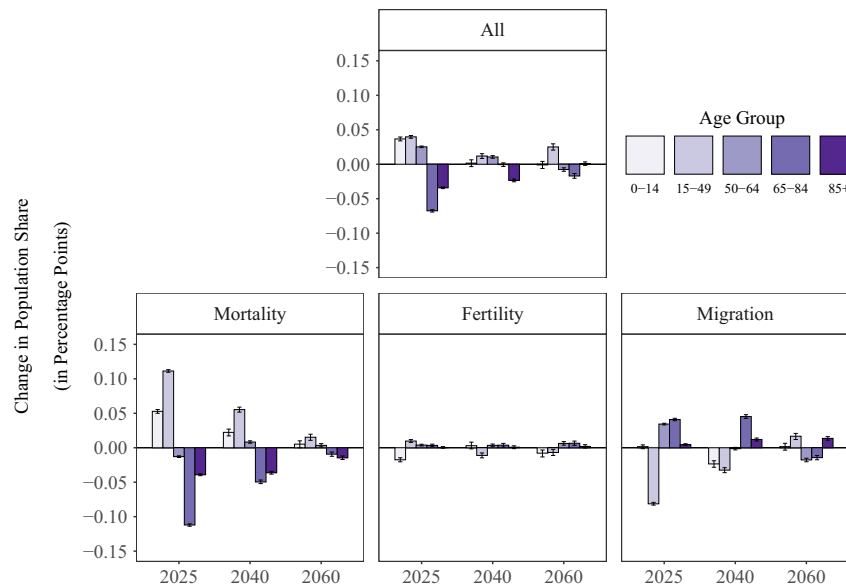 All
0.15
0.10
0.05
0.00
−0.05
−0.10
−0.15
Age Group
0−14 15−49 50−64 65−84 85+
Change in Population Share
(in Percentage Points)
Mortality Fertility Migration
0.15
0.10
0.05
0.00
−0.05
−0.10
−0.15
2025 2040 2060 2025 2040 2060 2025 2040 2060